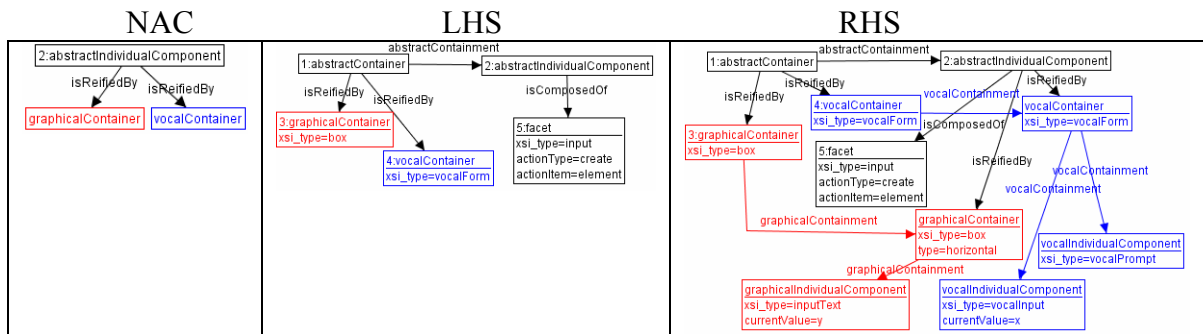 NAC
LHS
RHS
2:abstractIndividualComponent
isReifiedBy
isReifiedBy
graphicalContainer
vocalContainer
abstractContainment
1:abstractContainer
2:abstractIndividualComponent
isReifiedBy
isReifiedBy
isComposedOf
3:graphicalContainer
xsi_type=box
4:vocalContainer
xsi_type=vocalForm
5:facet
xsi_type=input
actionType=create
actionItem=element
abstractContainment
1:abstractContainer
2:abstractIndividualComponent
isReifiedBy
isReifiedBy
isReifiedBy
4:vocalContainer
xsi_type=vocalForm
vocalContainment
vocalContainer
xsi_type=vocalForm
isComposedOf
3:graphicalContainer
xsi_type=box
5:facet
xsi_type=input
actionType=create
actionItem=element
isReifiedBy
vocalContainment
vocalContainment
graphicalContainment
graphicalContainer
xsi_type=box
type=horizontal
vocalIndividualComponent
xsi_type=vocalPrompt
graphicalContainment
graphicalIndividualComponent
xsi_type=inputText
currentValue=y
vocalIndividualComponent
xsi_type=vocalInput
currentValue=x